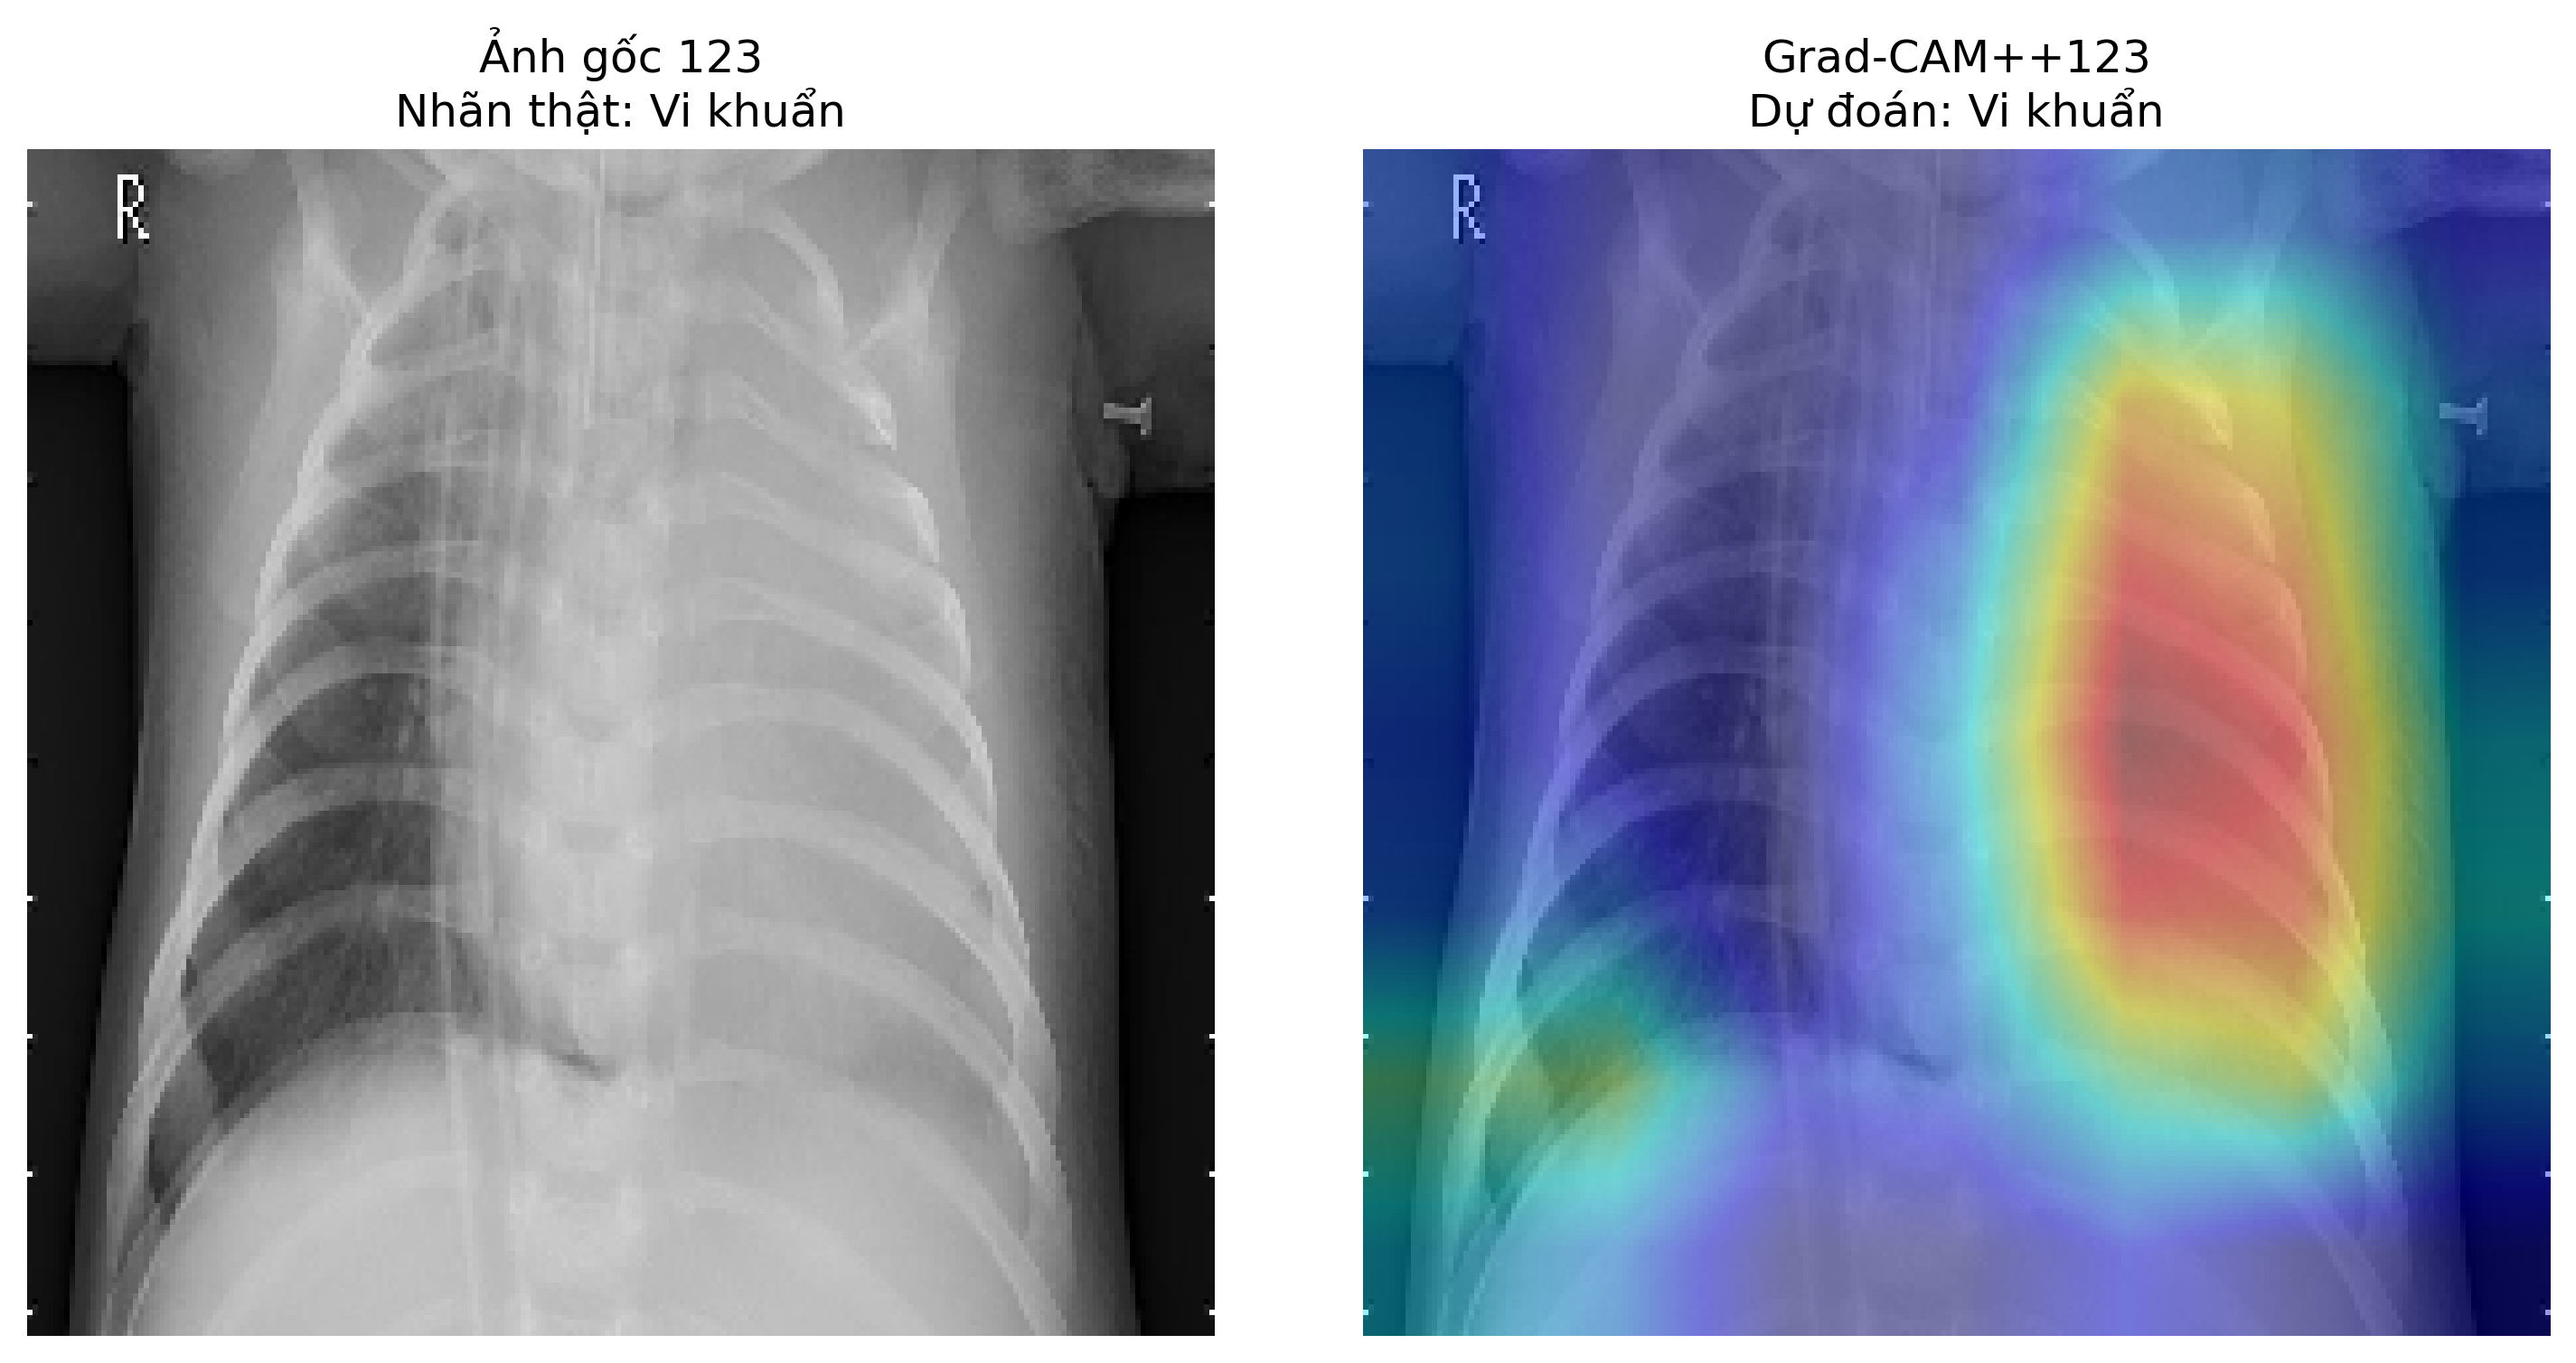 Ảnh gốc 123
Nhãn thật: Vi khuẩn
Grad-CAM++123
Dự đoán: Vi khuẩn
R
R